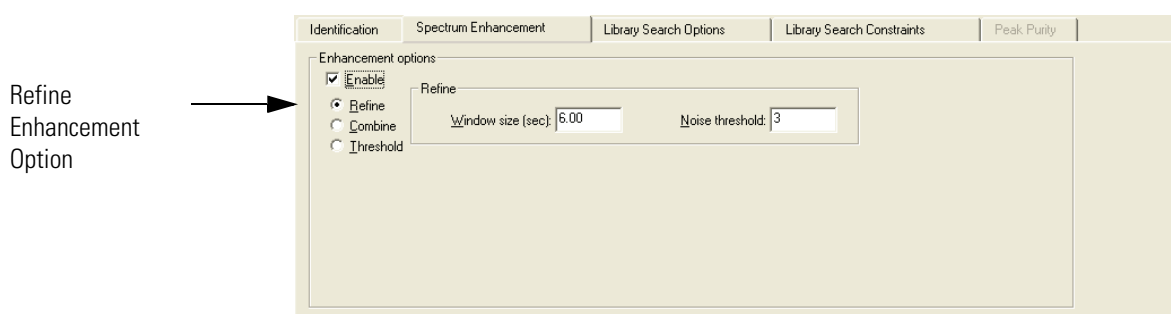 Identification Spectrum Enhancement Library Search Options Library Search Constraints Peak Purity
Enhancement options
Enable
Refine
Enhancement
Option
Refine
Combine
Threshold
Refine
Window size (sec): 6.00 Noise threshold: 3